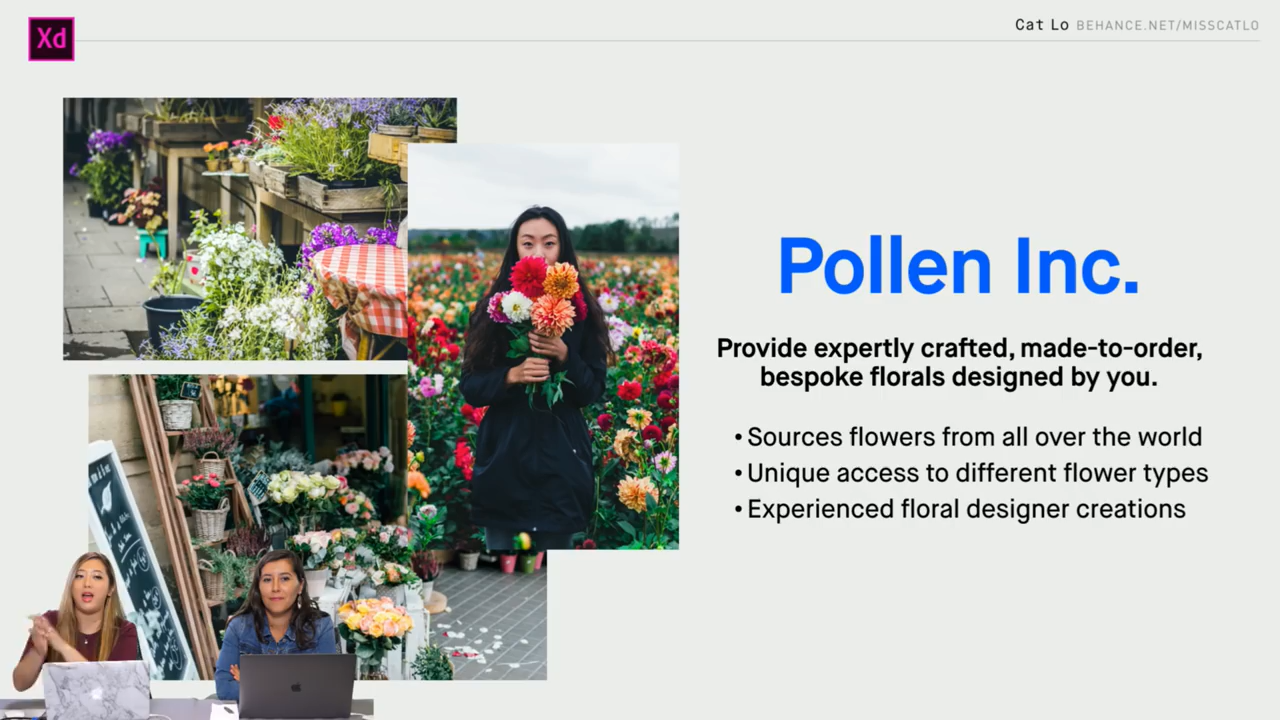 Xd
Cat Lo BEHANCE.NET/MISSCATLO
Pollen Inc.
Provide expertly crafted, made-to-order,
bespoke florals designed by you.
• Sources flowers from all over the world
• Unique access to different flower types
• Experienced floral designer creations